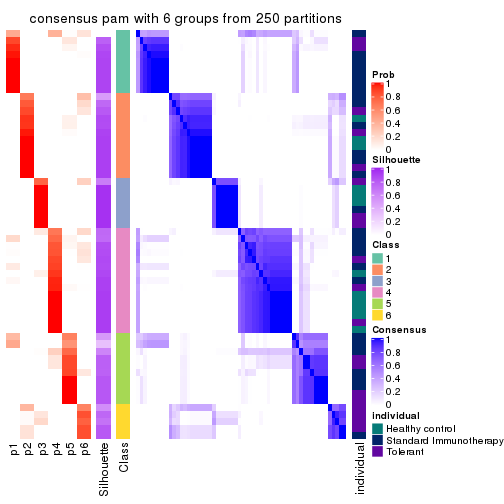 consensus pam with 6 groups from 250 partitions
Prob
1
0.8
0.6
0.4
0.2
0
Silhouette
1
0.8
0.6
0.4
0.2
0
Class
1
2
3
4
5
6
Consensus
1
0.8
0.6
0.4
0.2
0
individual
Healthy control
Standard Immunotherapy
Tolerant
p1
p2
p3
p4
p5
p6
Silhouette
Class
individual